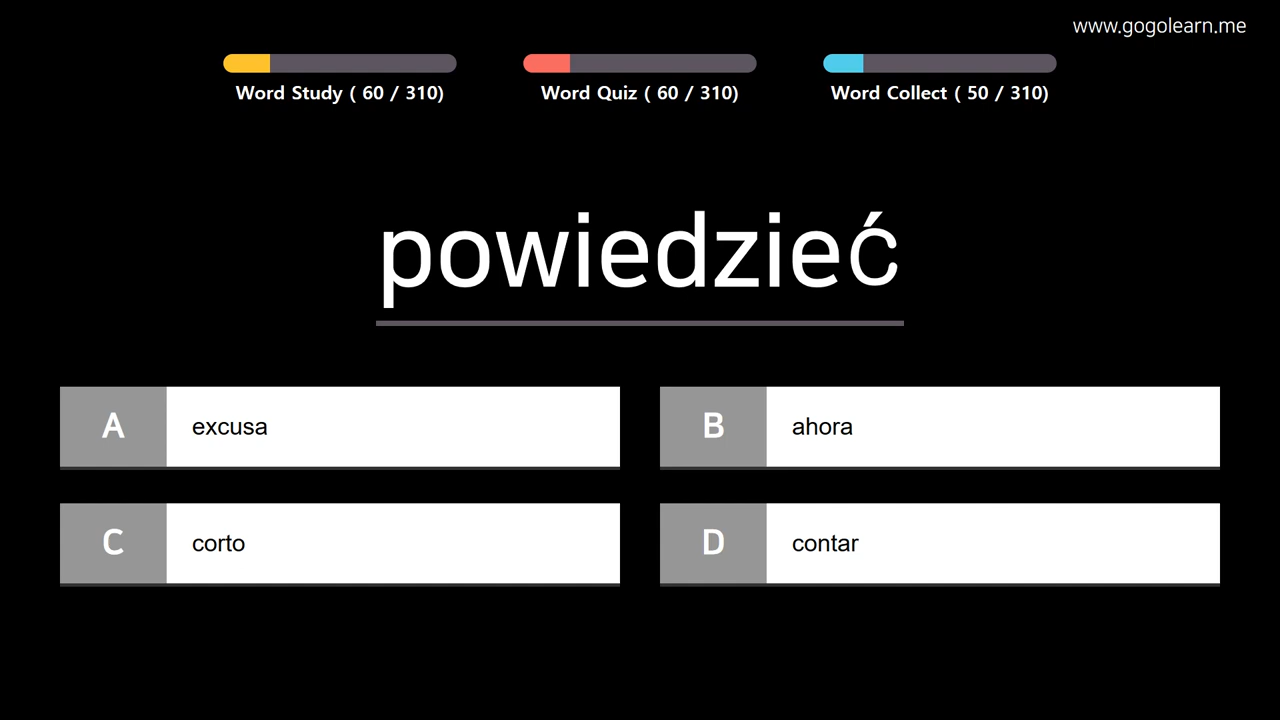 www.gogolearn.me
Word Study ( 60 / 310)
Word Quiz ( 60 / 310)
Word Collect ( 50 / 310)
powiedzieć
A excusa
B ahora
C corto
D contar